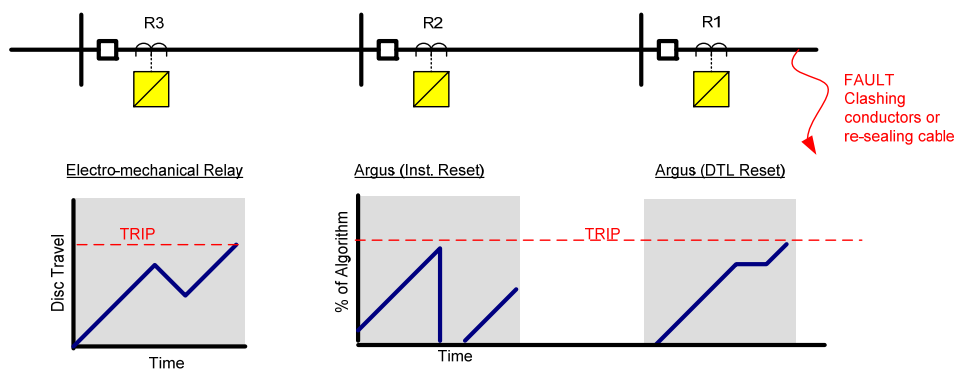 R3
R2
R1
FAULT
Clashing
conductors or
re-sealing cable
Electro-mechanical Relay
Argus (Inst. Reset)
Argus (DTL Reset)
TRIP
TRIP
Disc Travel
% of Algorithm
Time
Time